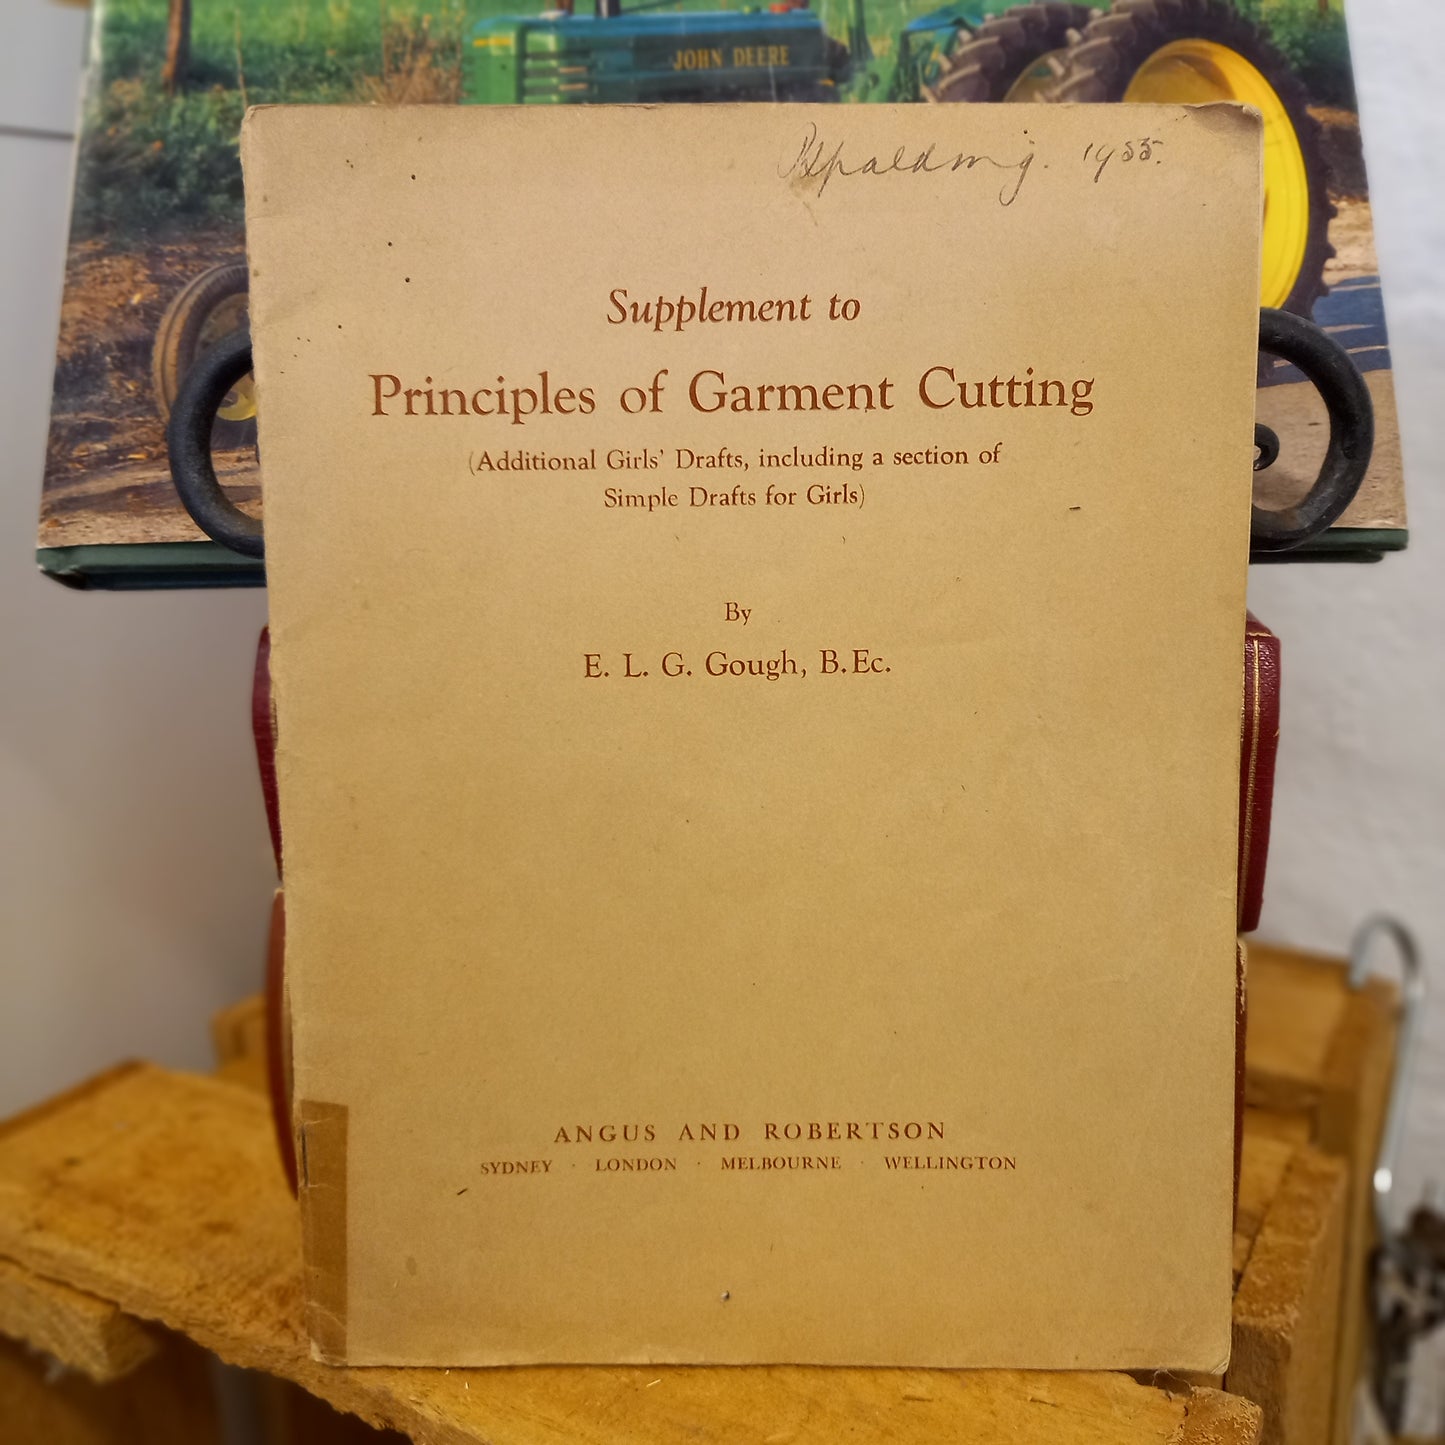 JOHN DEERE
Spalding. 1955.
Supplement to
Principles of Garment Cutting
(Additional Girls' Drafts, including a section of
Simple Drafts for Girls)
By
E. L. G. Gough, B.Ec.
ANGUS AND ROBERTSON
SYDNEY · LONDON · MELBOURNE · WELLINGTON